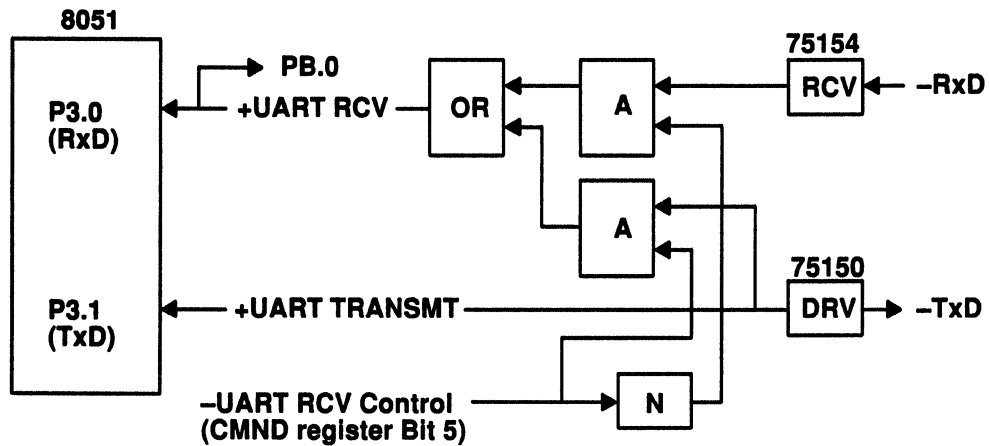 8051
75154
PB.0
RCV
–RxD
P3.0
(RxD)
+UART RCV
OR
A
A
75150
P3.1
(TxD)
+UART TRANSMT
DRV
–TxD
–UART RCV Control
(CMND register Bit 5)
N